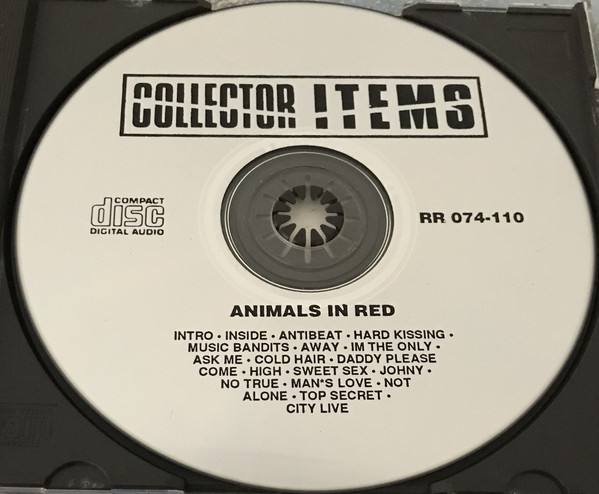 COLLECTOR ITEMS
COMPACT
disc
DIGITAL AUDIO
RR 074-110
ANIMALS IN RED
INTRO • INSIDE • ANTIBEAT • HARD KISSING •
MUSIC BANDITS • AWAY • IM THE ONLY •
ASK ME • COLD HAIR • DADDY PLEASE
COME • HIGH • SWEET SEX • JOHNY •
NO TRUE • MAN*S LOVE • NOT
ALONE • TOP SECRET •
CITY LIVE